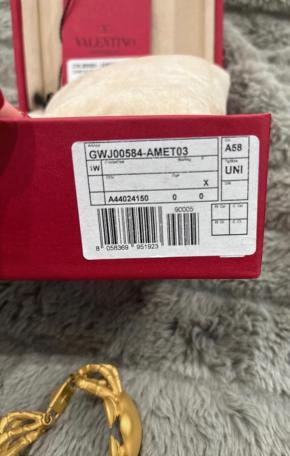 VALENTINO
GWJ00584-AMET03
A58
IW
UNI
X
A44024150 0 0
90005
8 058369 951923